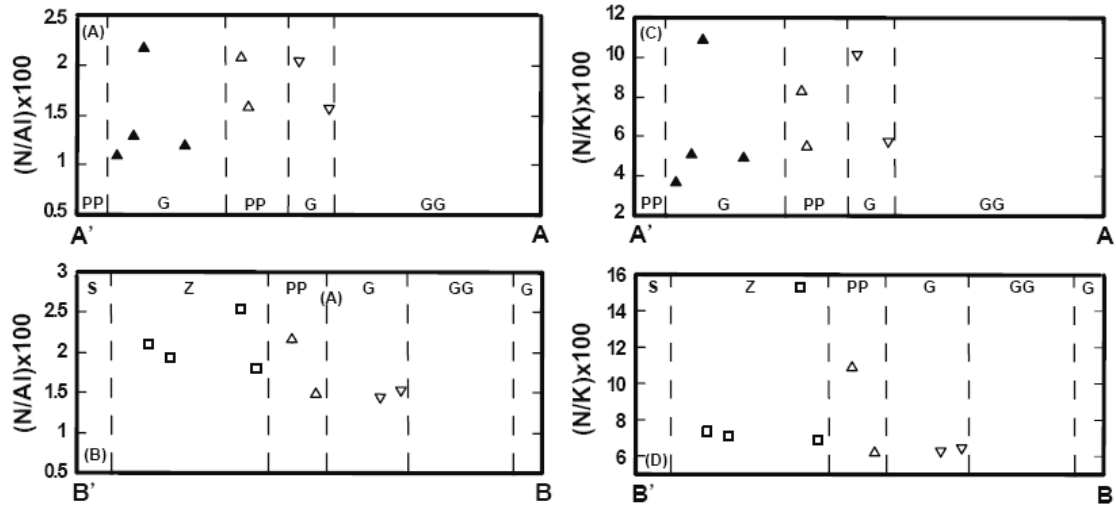 (A)
(N/Al)x100
2.5
2
1.5
1
0.5
PP G PP G GG
A' A
(C)
(N/K)x100
12
10
8
6
4
2
PP G PP G GG
A' A
(N/Al)x100
3
2.5
2
1.5
1
0.5
S Z PP (A) G GG G
(B)
B' B
(N/K)x100
16
14
12
10
8
6
S Z PP G GG G
(D)
B' B